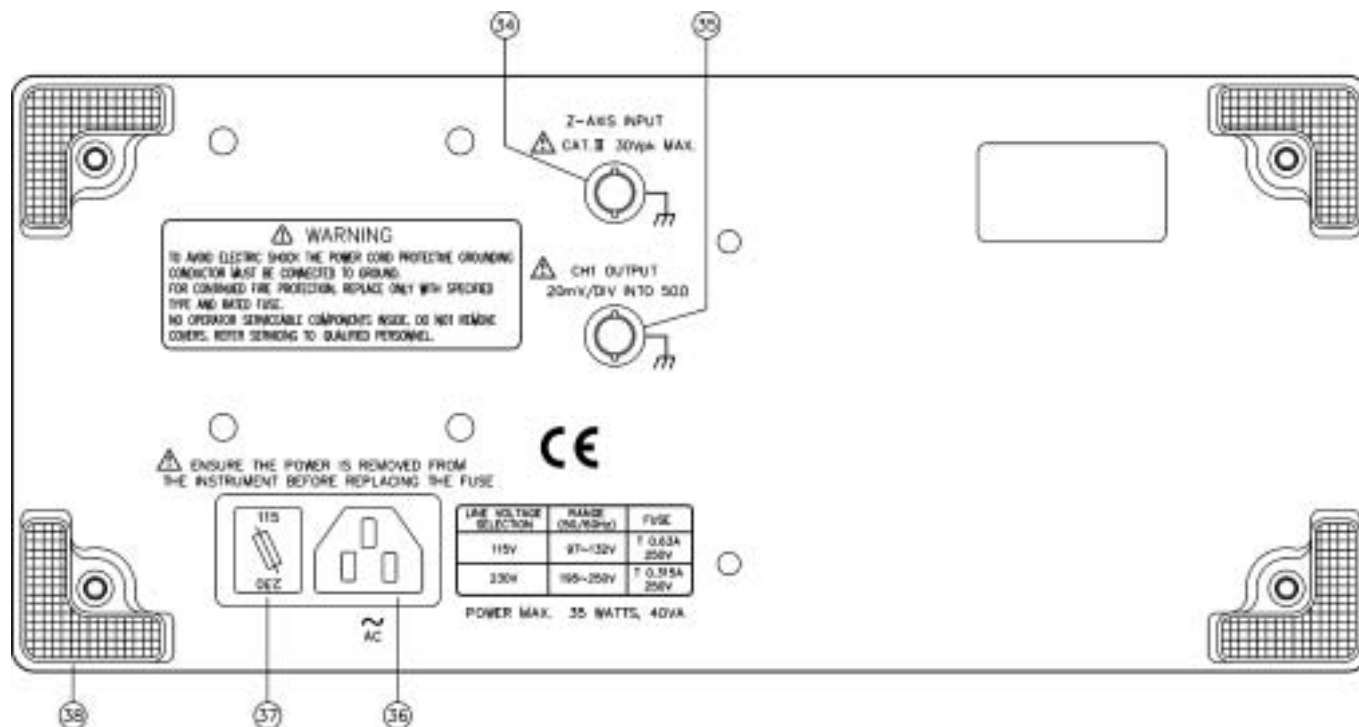 34
35
Z-AXIS INPUT
CAT.II 30Vpk MAX.
WARNING
TO AVOID ELECTRIC SHOCK THE POWER CORD PROTECTIVE GROUNDING
CONDUCTOR MUST BE CONNECTED TO GROUND.
FOR CONTINUED FIRE PROTECTION, REPLACE ONLY WITH SPECIFIED
TYPE AND RATED FUSE.
NO OPERATOR SERVICEABLE COMPONENTS INSIDE. DO NOT REMOVE
COVERS. REFER SERVICING TO QUALIFIED PERSONNEL.
CH1 OUTPUT
20mV/DIV INTO 50Ω
CE
ENSURE THE POWER IS REMOVED FROM
THE INSTRUMENT BEFORE REPLACING THE FUSE
115
230
LINE VOLTAGE SELECTION RANGE (50/60Hz) FUSE
115V 97~132V T 0.63A 250V
230V 195~250V T 0.315A 250V
POWER MAX. 35 WATTS, 40VA
AC
38
37
36